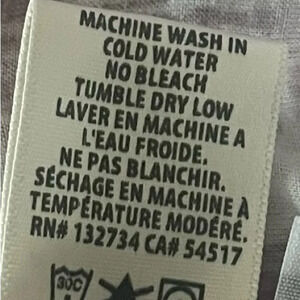 MACHINE WASH IN
COLD WATER
NO BLEACH
TUMBLE DRY LOW
LAVER EN MACHINE A
L'EAU FROIDE.
NE PAS BLANCHIR.
SÉCHAGE EN MACHINE À
TEMPÉRATURE MODÉRÉ.
RN# 132734 CA# 54517
30C